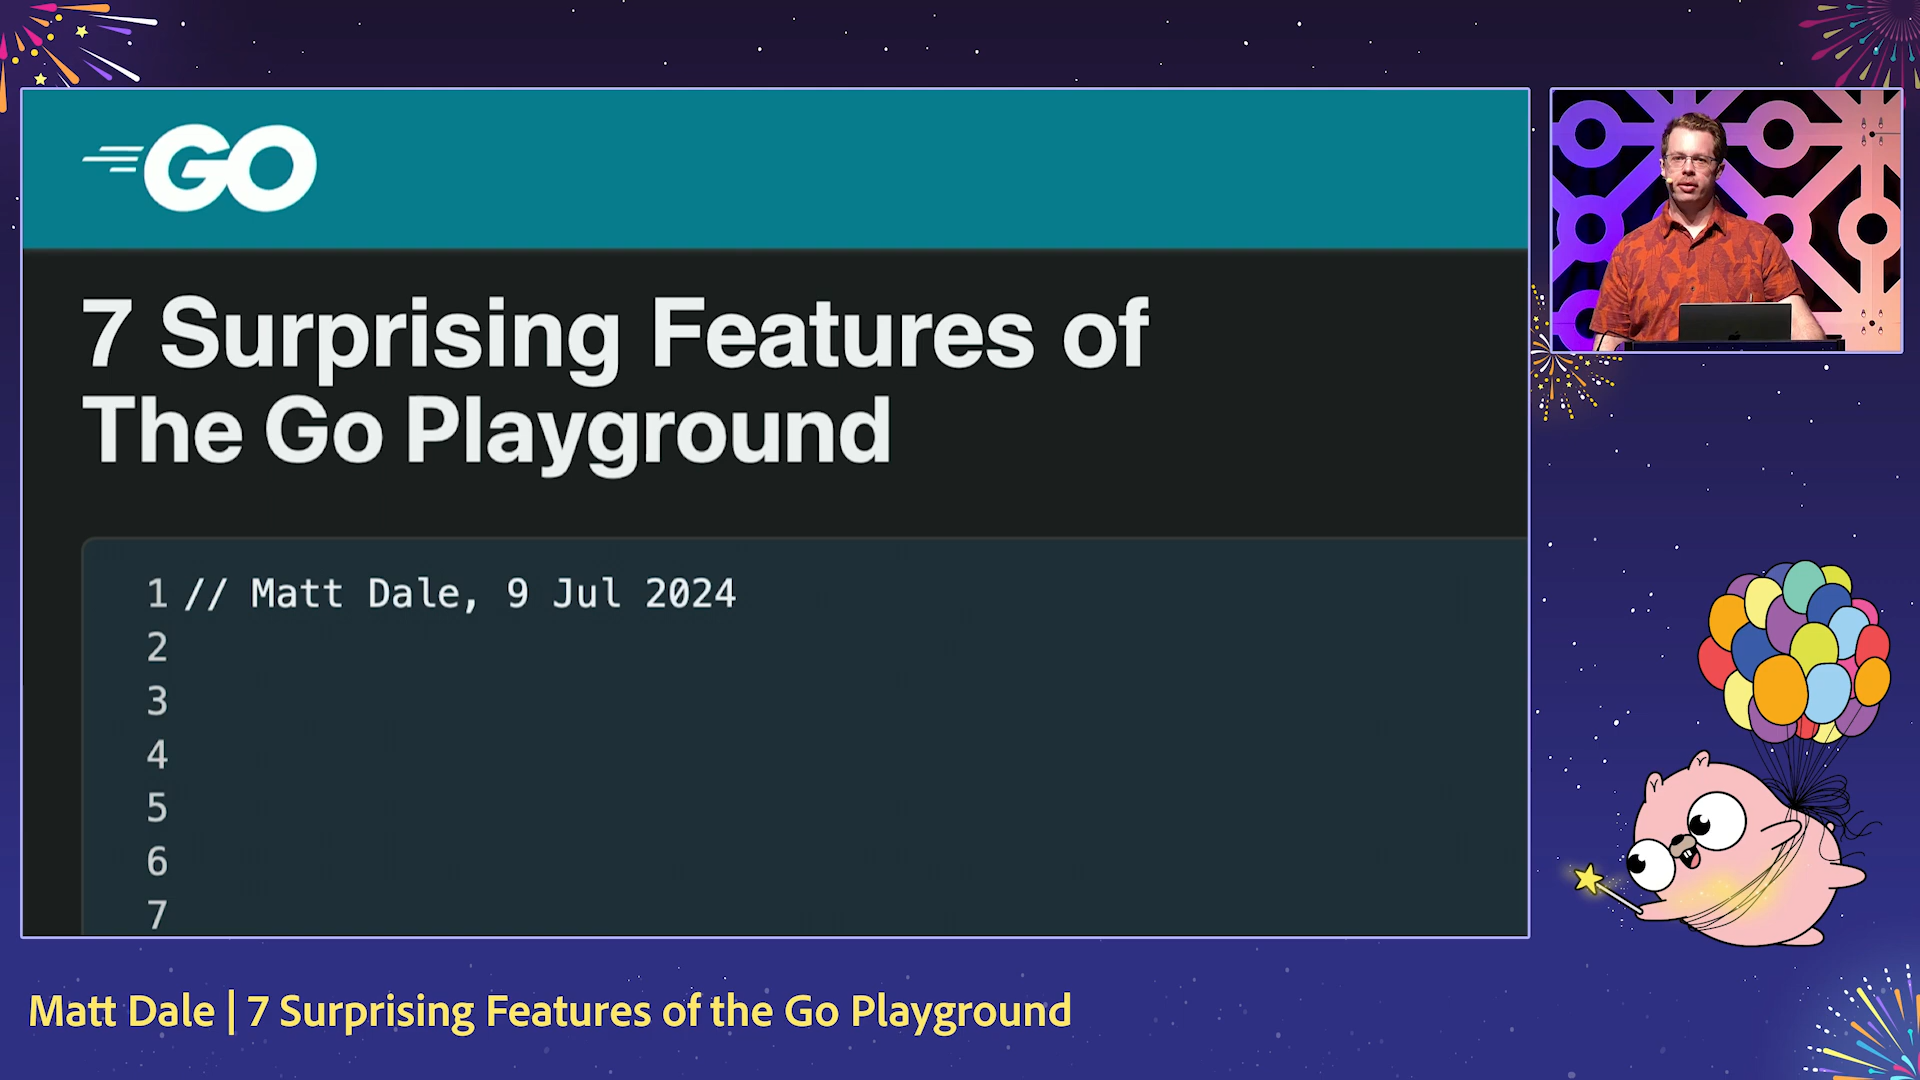 GO
7 Surprising Features of
The Go Playground
1 // Matt Dale, 9 Jul 2024
2
3
4
5
6
7
Matt Dale | 7 Surprising Features of the Go Playground